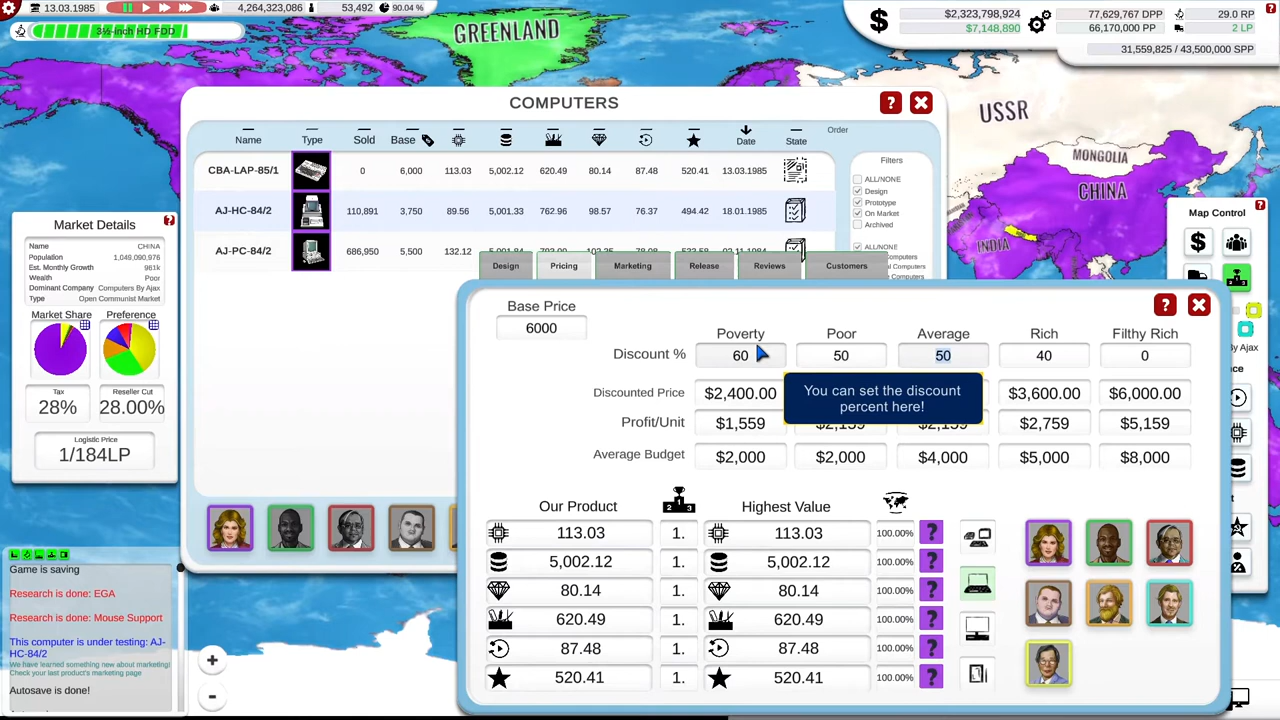 13.03.1985
4,264,323,086
53,492
90.04 %
3½-inch HD FDD
$2,323,798,924
$7,148,890
77,629,767 DPP
66,170,000 PP
29.0 RP
2 LP
31,559,825 / 43,500,000 SPP
GREENLAND
USSR
MONGOLIA
CHINA
INDIA
COMPUTERS
Name Type Sold Base Date State
Order
CBA-LAP-85/1 0 6,000 113.03 5,002.12 620.49 80.14 87.48 520.41 13.03.1985
AJ-HC-84/2 110,891 3,750 89.56 5,001.33 762.96 98.57 76.37 494.42 18.01.1985
AJ-PC-84/2 686,950 5,500 132.12
Filters
ALL/NONE
Design
Prototype
On Market
Archived
ALL/NONE
Market Details
Name CHINA
Population 1,049,090,976
Est. Monthly Growth 961k
Wealth Poor
Dominant Company Computers By Ajax
Type Open Communist Market
Market Share Preference
Tax
28%
Reseller Cut
28.00%
Logistic Price
1/184LP
Map Control
$
By Ajax
Game is saving
Research is done: EGA
Research is done: Mouse Support
This computer is under testing: AJ-
HC-84/2
We have learned something new about marketing!
Check your last product's marketing page
Autosave is done!
Design Pricing Marketing Release Reviews Customers
Base Price
6000
Poverty Poor Average Rich Filthy Rich
Discount % 60 50 50 40 0
Discounted Price $2,400.00 $3,600.00 $6,000.00
You can set the discount
percent here!
Profit/Unit $1,559 $2,759 $5,159
Average Budget $2,000 $2,000 $4,000 $5,000 $8,000
Our Product Highest Value
113.03 1. 113.03 100.00% ?
5,002.12 1. 5,002.12 100.00% ?
80.14 1. 80.14 100.00% ?
620.49 1. 620.49 100.00% ?
87.48 1. 87.48 100.00% ?
520.41 1. 520.41 100.00% ?